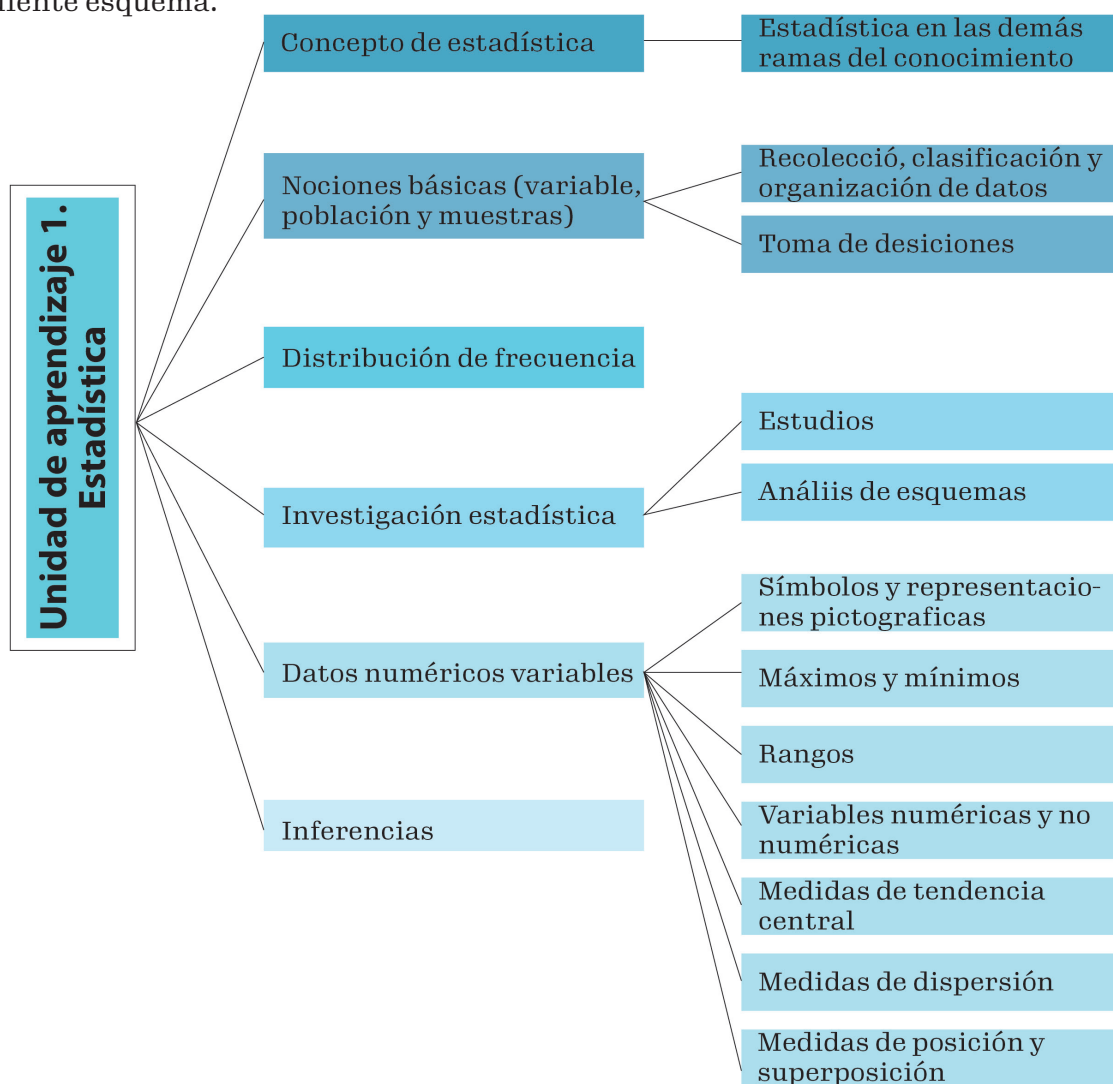 esquema.
Unidad de aprendizaje 1.
Estadística
Concepto de estadística
Estadística en las demás
ramas del conocimiento
Nociones básicas (variable,
población y muestras)
Recolecció, clasificación y
organización de datos
Toma de desiciones
Distribución de frecuencia
Investigación estadística
Estudios
Análiis de esquemas
Datos numéricos variables
Símbolos y representacio-
nes pictograficas
Máximos y mínimos
Rangos
Variables numéricas y no
numéricas
Medidas de tendencia
central
Medidas de dispersión
Medidas de posición y
superposición
Inferencias